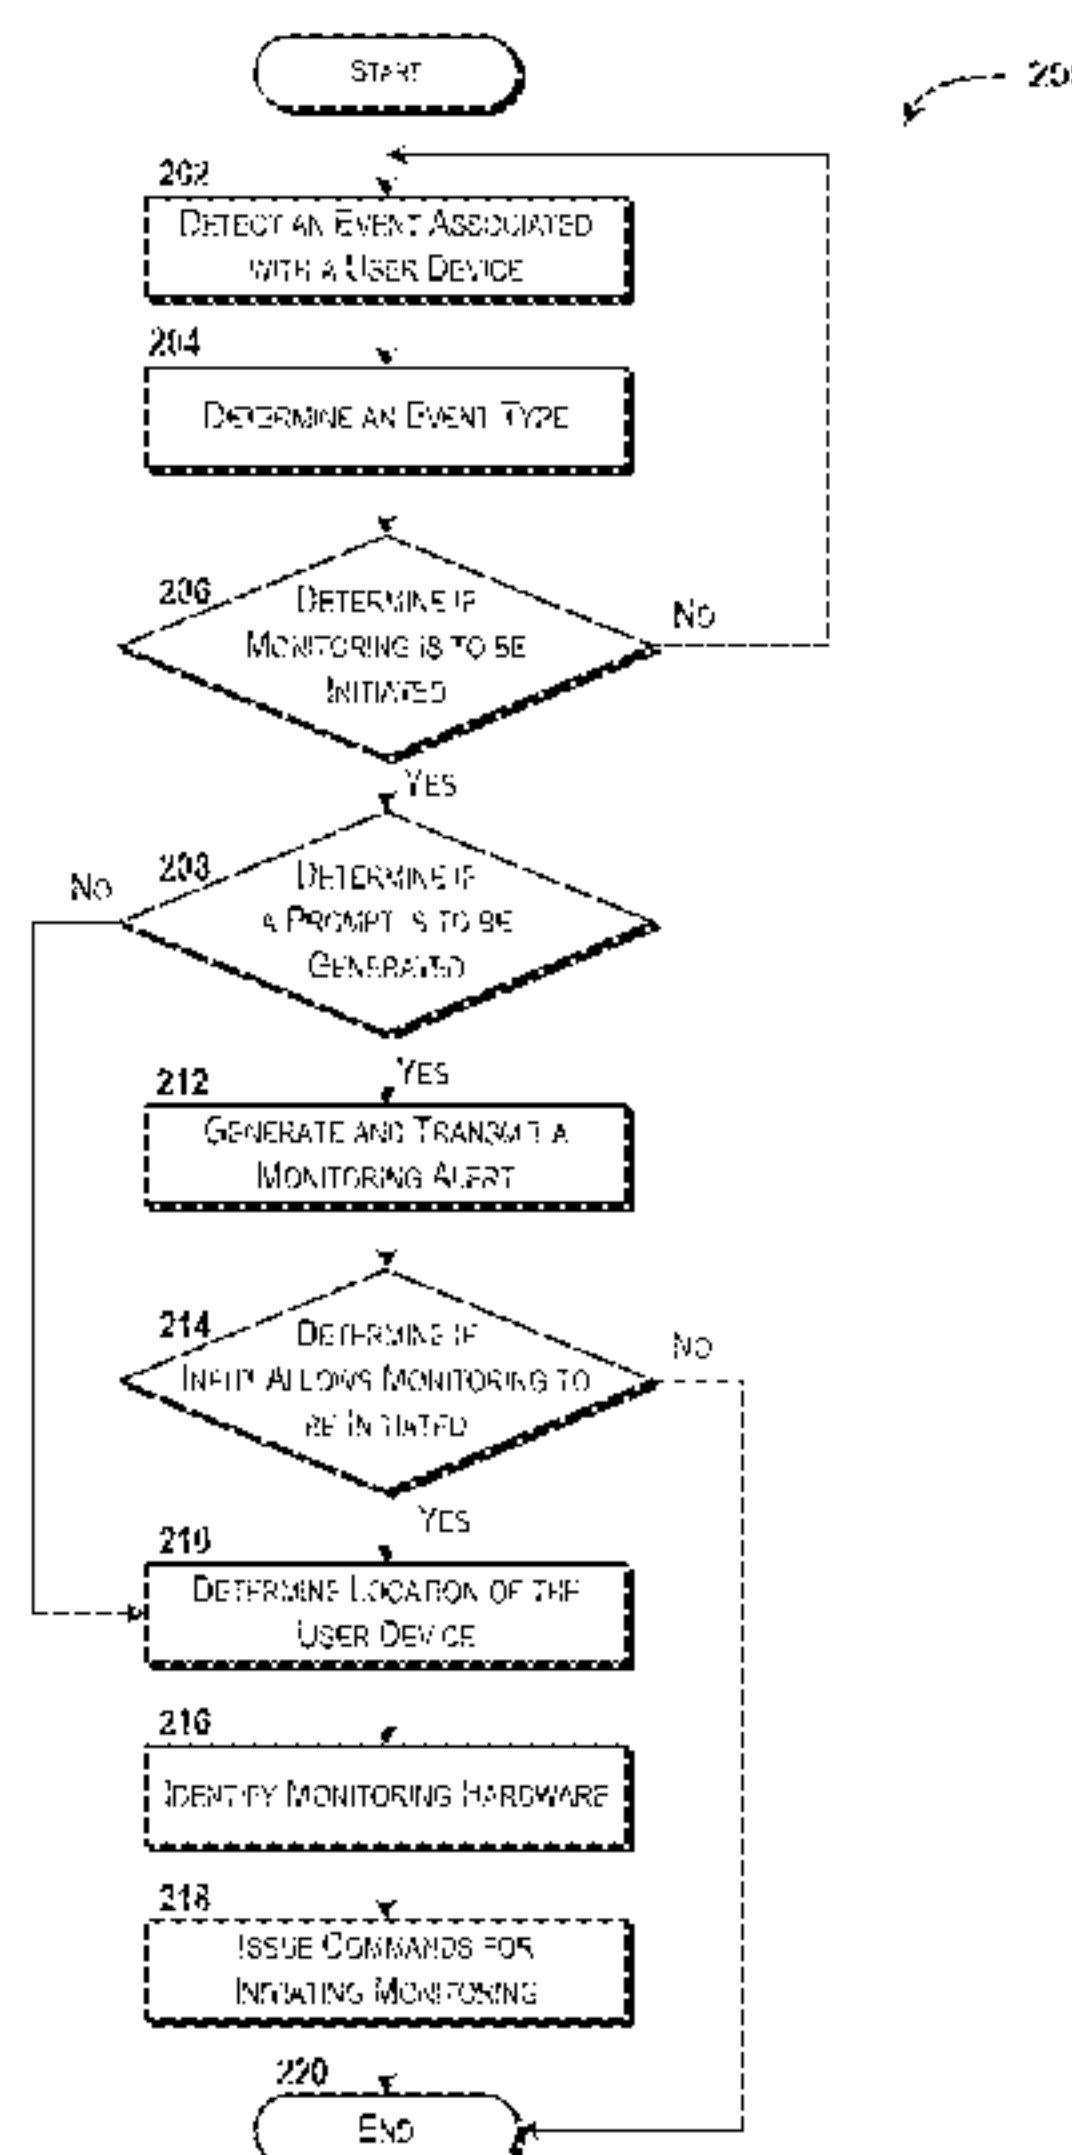 START
202
DETECT AN EVENT ASSOCIATED
WITH A USER DEVICE
204
DETERMINE AN EVENT TYPE
206
DETERMINE IF
MONITORING IS TO BE
INITIATED
NO
YES
208
DETERMINE IF
A PROMPT IS TO BE
GENERATED
NO
YES
212
GENERATE AND TRANSMIT A
MONITORING ALERT
214
DETERMINE IF
INPUT ALLOWS MONITORING TO
BE INITIATED
NO
YES
210
DETERMINE LOCATION OF THE
USER DEVICE
216
IDENTIFY MONITORING HARDWARE
218
ISSUE COMMANDS FOR
INITIATING MONITORING
220
END